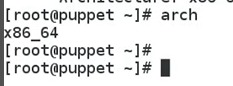 [root@puppet ~]# arch
x86_64
[root@puppet ~]#
[root@puppet ~]#